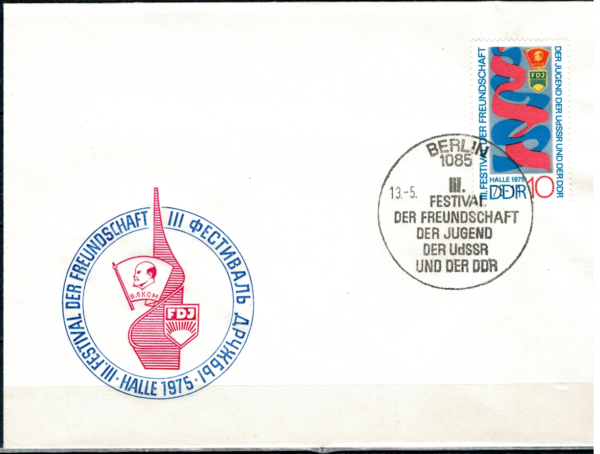 III. FESTIVAL DER FREUNDSCHAFT
DER JUGEND DER UdSSR UND DER DDR
FDJ
HALLE 1975
DDR 10
BERLIN
1085
13.-5. 75-17
III.
FESTIVAL
DER FREUNDSCHAFT
DER JUGEND
DER UdSSR
UND DER DDR
III. FESTIVAL DER FREUNDSCHAFT
III ФЕСТИВАЛЬ ДРУЖБЫ
ВЛКСМ
FDJ
· HALLE 1975 ·